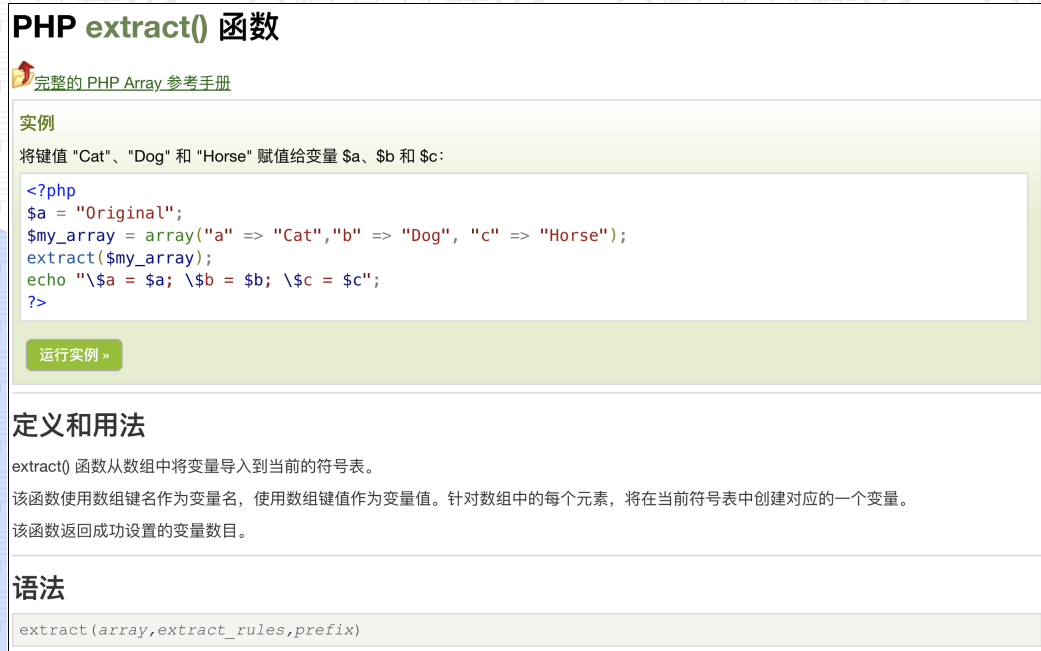 PHP extract() 函数
完整的 PHP Array 参考手册
实例
将键值 "Cat"、"Dog" 和 "Horse" 赋值给变量 $a、$b 和 $c：
<?php
$a = "Original";
$my_array = array("a" => "Cat","b" => "Dog", "c" => "Horse");
extract($my_array);
echo "\$a = $a; \$b = $b; \$c = $c";
?>
运行实例 »
定义和用法
extract() 函数从数组中将变量导入到当前的符号表。
该函数使用数组键名作为变量名，使用数组键值作为变量值。针对数组中的每个元素，将在当前符号表中创建对应的一个变量。
该函数返回成功设置的变量数目。
语法
extract(array,extract_rules,prefix)